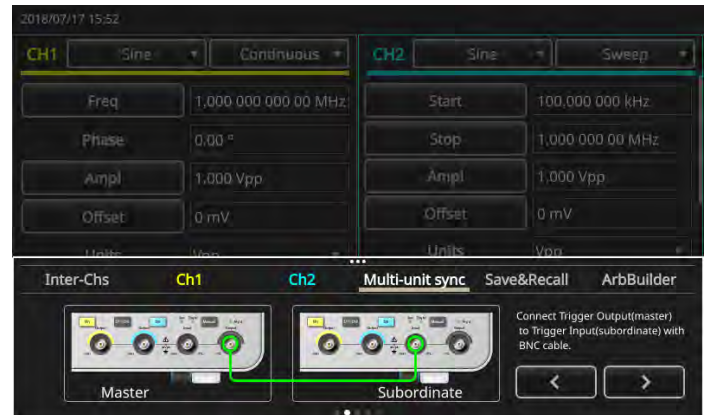 2018/07/17 15:52
CH1 Sine Continuous
CH2 Sine Sweep
Freq 1,000 000 000 00 MHz
Start 100,000 000 kHz
Phase 0.00 °
Stop 1,000 000 00 MHz
Ampl 1.000 Vpp
Ampl 1.000 Vpp
Offset 0 mV
Offset 0 mV
Units Vpp
Units Vpp
Inter-Chs Ch1 Ch2 Multi-unit sync Save&Recall ArbBuilder
Connect Trigger Output(master)
to Trigger Input(subordinate) with
BNC cable.
Master
Subordinate